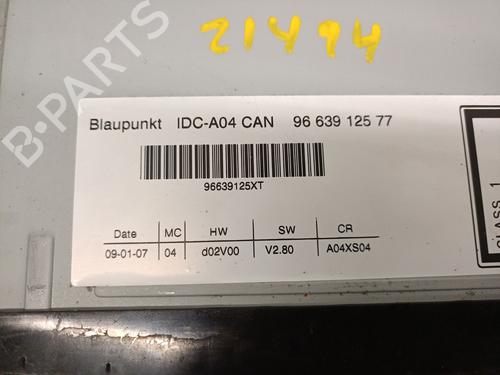 21494
Blaupunkt IDC-A04 CAN 96 639 125 77
96639125XT
Date MC HW SW CR
09-01-07 04 d02V00 V2.80 A04XS04
CLASS 1
B-PARTS